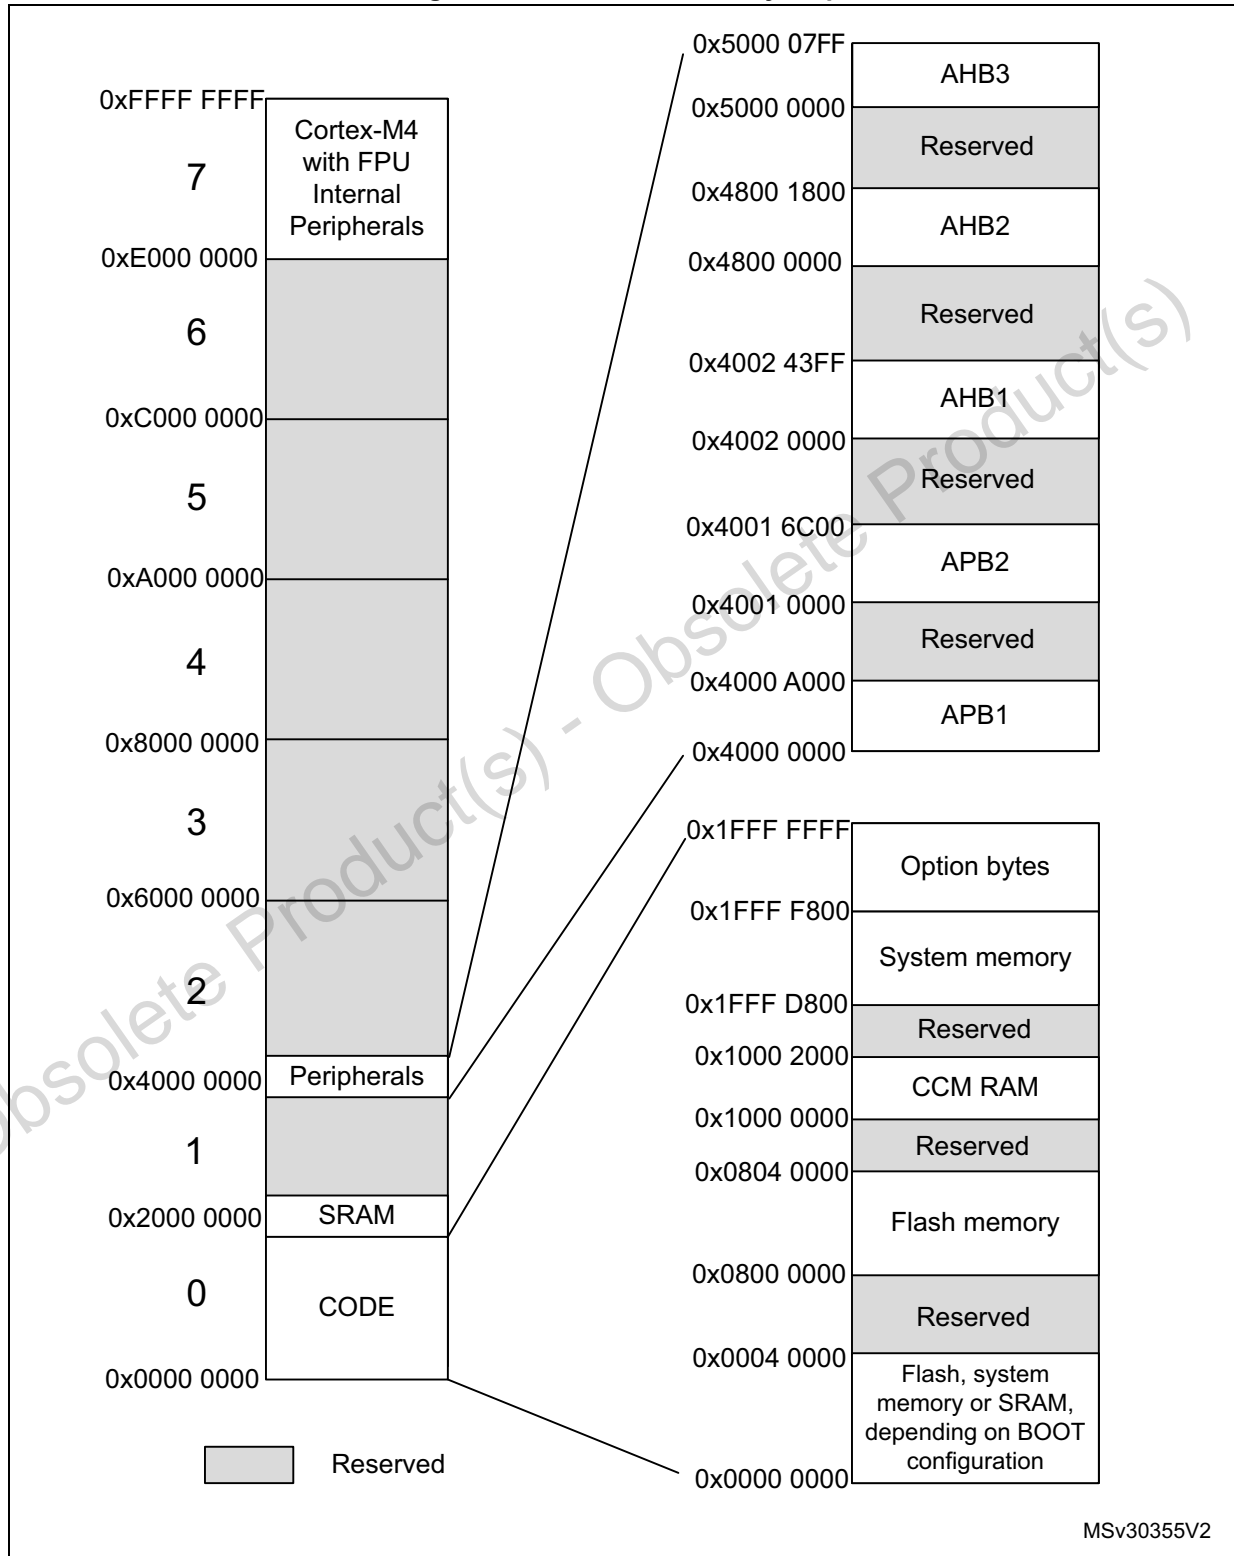 0xFFFF FFFF
Cortex-M4
with FPU
Internal
Peripherals
7
0xE000 0000
6
0xC000 0000
5
0xA000 0000
4
0x8000 0000
3
0x6000 0000
2
0x4000 0000
Peripherals
1
0x2000 0000
SRAM
0
CODE
0x0000 0000
Reserved
0x5000 07FF
AHB3
0x5000 0000
Reserved
0x4800 1800
AHB2
0x4800 0000
Reserved
0x4002 43FF
AHB1
0x4002 0000
Reserved
0x4001 6C00
APB2
0x4001 0000
Reserved
0x4000 A000
APB1
0x4000 0000
0x1FFF FFFF
Option bytes
0x1FFF F800
System memory
0x1FFF D800
Reserved
0x1000 2000
CCM RAM
0x1000 0000
Reserved
0x0804 0000
Flash memory
0x0800 0000
Reserved
0x0004 0000
Flash, system
memory or SRAM,
depending on BOOT
configuration
0x0000 0000
MSv30355V2
Obsolete Product(s) - Obsolete Product(s)